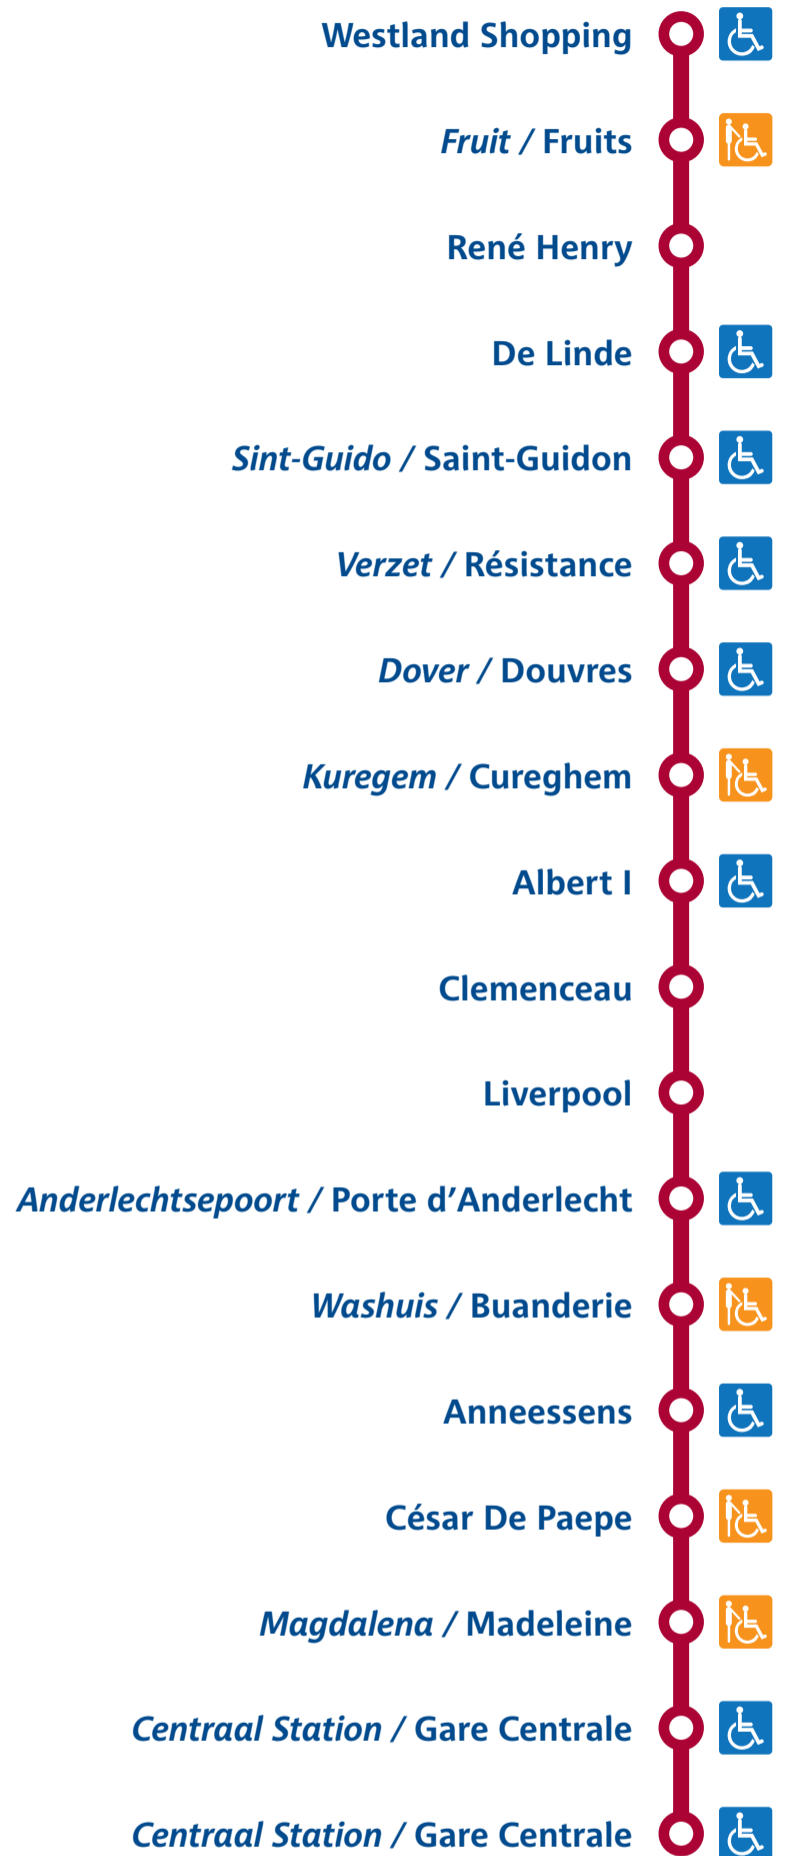 Westland Shopping
Fruit / Fruits
René Henry
De Linde
Sint-Guido / Saint-Guidon
Verzet / Résistance
Dover / Douvres
Kuregem / Cureghem
Albert I
Clemenceau
Liverpool
Anderlechtsepoort / Porte d’Anderlecht
Washuis / Buanderie
Anneessens
César De Paepe
Magdalena / Madeleine
Centraal Station / Gare Centrale
Centraal Station / Gare Centrale